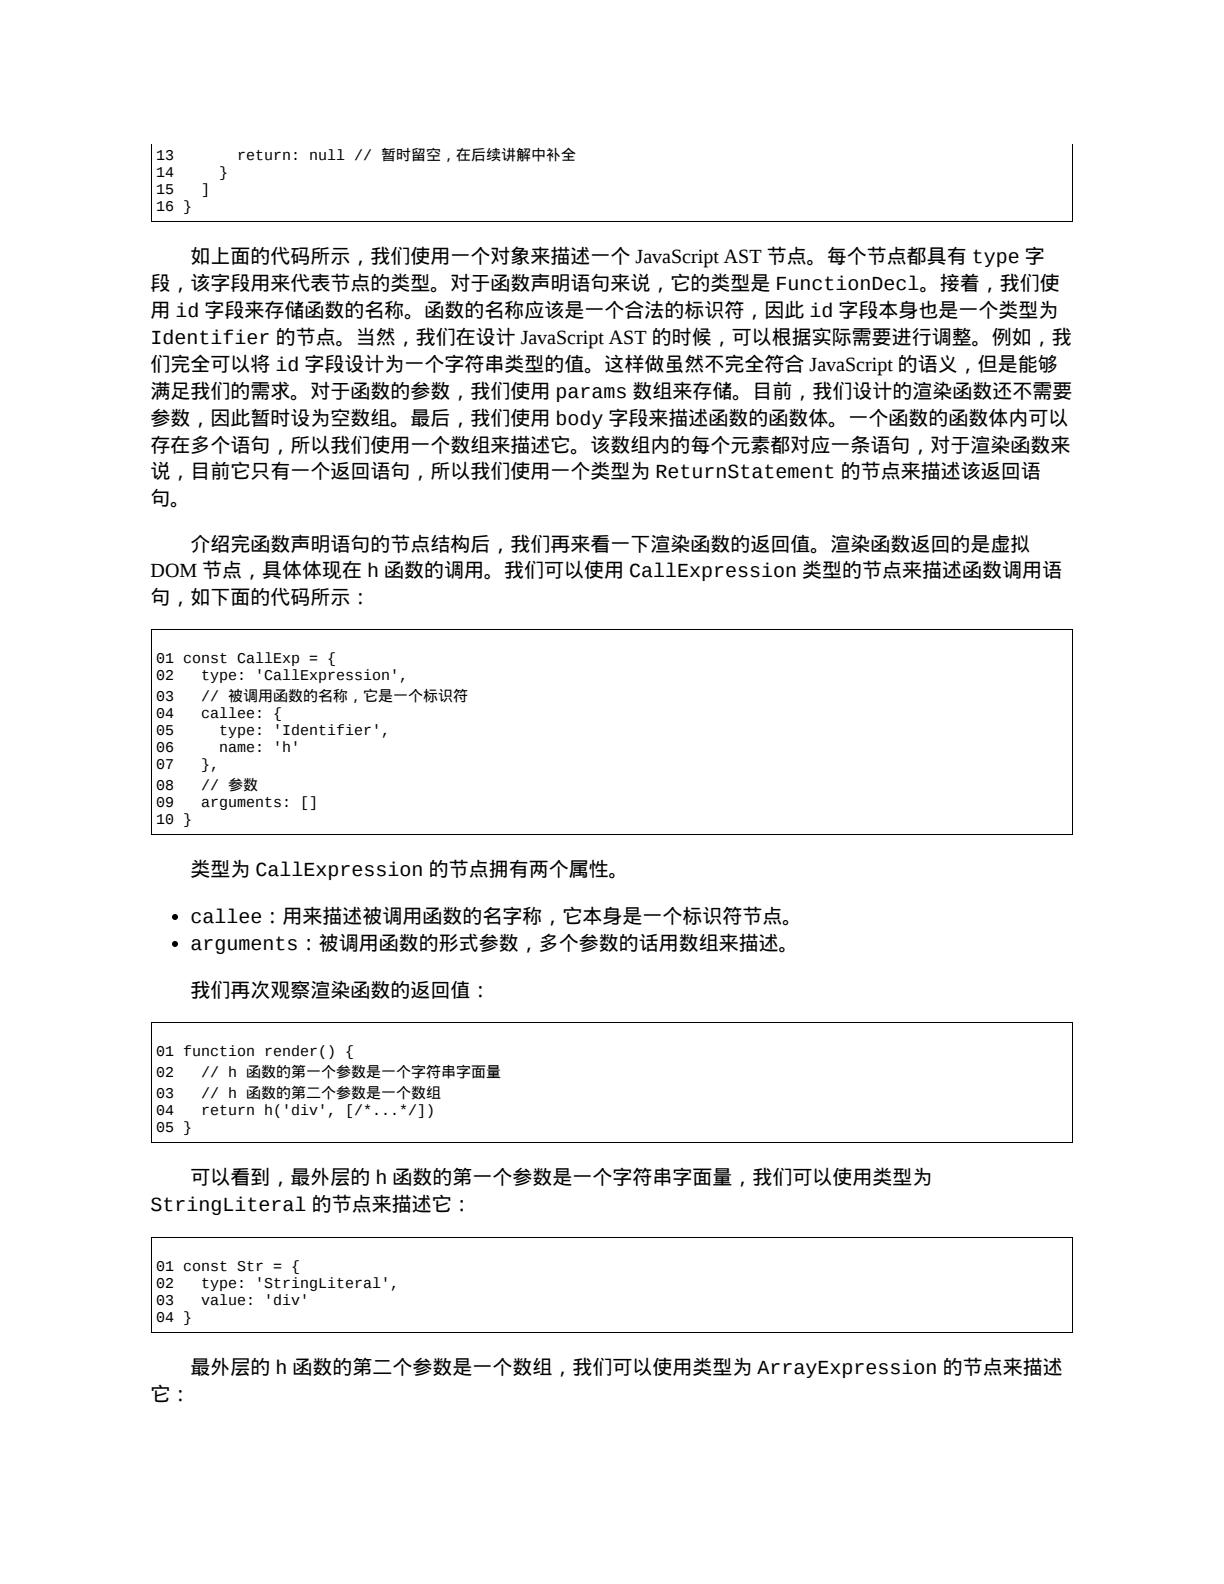 13       return: null // 暂时留空，在后续讲解中补全
14     }
15   ]
16 }
如上面的代码所示，我们使用一个对象来描述一个 JavaScript AST 节点。每个节点都具有 type 字
段，该字段用来代表节点的类型。对于函数声明语句来说，它的类型是 FunctionDecl。接着，我们使
用 id 字段来存储函数的名称。函数的名称应该是一个合法的标识符，因此 id 字段本身也是一个类型为
Identifier 的节点。当然，我们在设计 JavaScript AST 的时候，可以根据实际需要进行调整。例如，我
们完全可以将 id 字段设计为一个字符串类型的值。这样做虽然不完全符合 JavaScript 的语义，但是能够
满足我们的需求。对于函数的参数，我们使用 params 数组来存储。目前，我们设计的渲染函数还不需要
参数，因此暂时设为空数组。最后，我们使用 body 字段来描述函数的函数体。一个函数的函数体内可以
存在多个语句，所以我们使用一个数组来描述它。该数组内的每个元素都对应一条语句，对于渲染函数来
说，目前它只有一个返回语句，所以我们使用一个类型为 ReturnStatement 的节点来描述该返回语
句。
介绍完函数声明语句的节点结构后，我们再来看一下渲染函数的返回值。渲染函数返回的是虚拟
DOM 节点，具体体现在 h 函数的调用。我们可以使用 CallExpression 类型的节点来描述函数调用语
句，如下面的代码所示：
01 const CallExp = {
02   type: 'CallExpression',
03   // 被调用函数的名称，它是一个标识符
04   callee: {
05     type: 'Identifier',
06     name: 'h'
07   },
08   // 参数
09   arguments: []
10 }
类型为 CallExpression 的节点拥有两个属性。
• callee：用来描述被调用函数的名字称，它本身是一个标识符节点。
• arguments：被调用函数的形式参数，多个参数的话用数组来描述。
我们再次观察渲染函数的返回值：
01 function render() {
02   // h 函数的第一个参数是一个字符串字面量
03   // h 函数的第二个参数是一个数组
04   return h('div', [/*...*/])
05 }
可以看到，最外层的 h 函数的第一个参数是一个字符串字面量，我们可以使用类型为
StringLiteral 的节点来描述它：
01 const Str = {
02   type: 'StringLiteral',
03   value: 'div'
04 }
最外层的 h 函数的第二个参数是一个数组，我们可以使用类型为 ArrayExpression 的节点来描述
它：